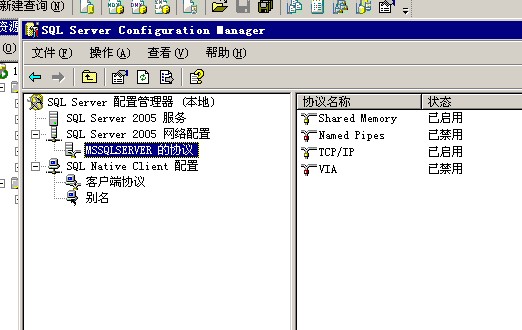 新建查询(N)
SQL Server Configuration Manager
文件(F) 操作(A) 查看(V) 帮助(H)
SQL Server 配置管理器 (本地)
SQL Server 2005 服务
SQL Server 2005 网络配置
MSSQLSERVER 的协议
SQL Native Client 配置
客户端协议
别名
协议名称 状态
Shared Memory 已启用
Named Pipes 已禁用
TCP/IP 已启用
VIA 已禁用